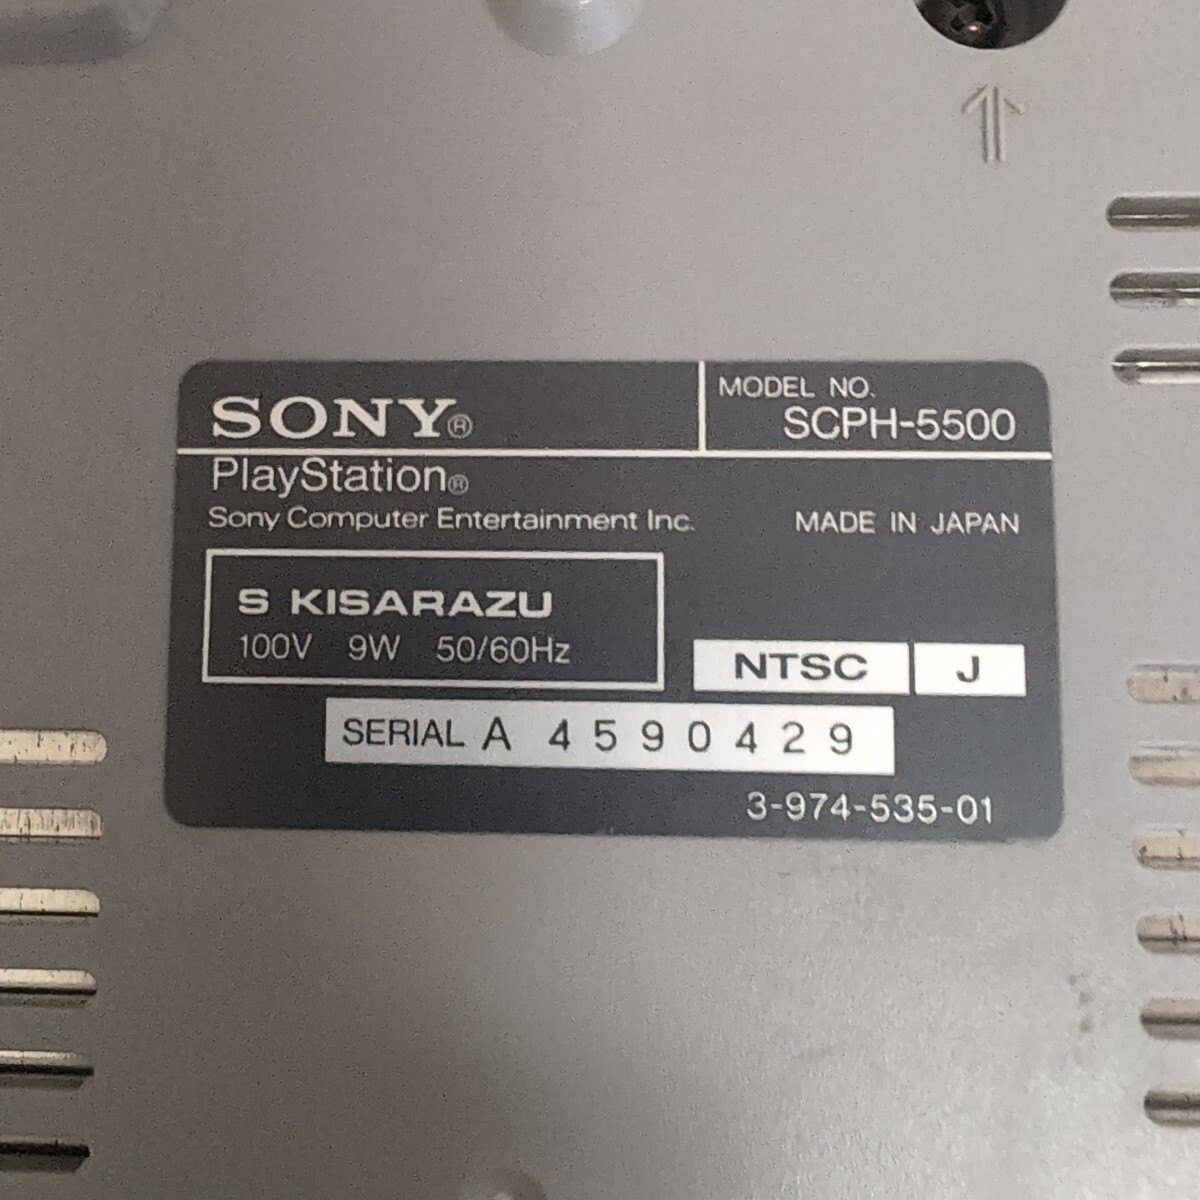 SONY®
MODEL NO.
SCPH-5500
PlayStation®
Sony Computer Entertainment Inc.
MADE IN JAPAN
S KISARAZU
100V 9W 50/60Hz
NTSC J
SERIAL A 4590429
3-974-535-01